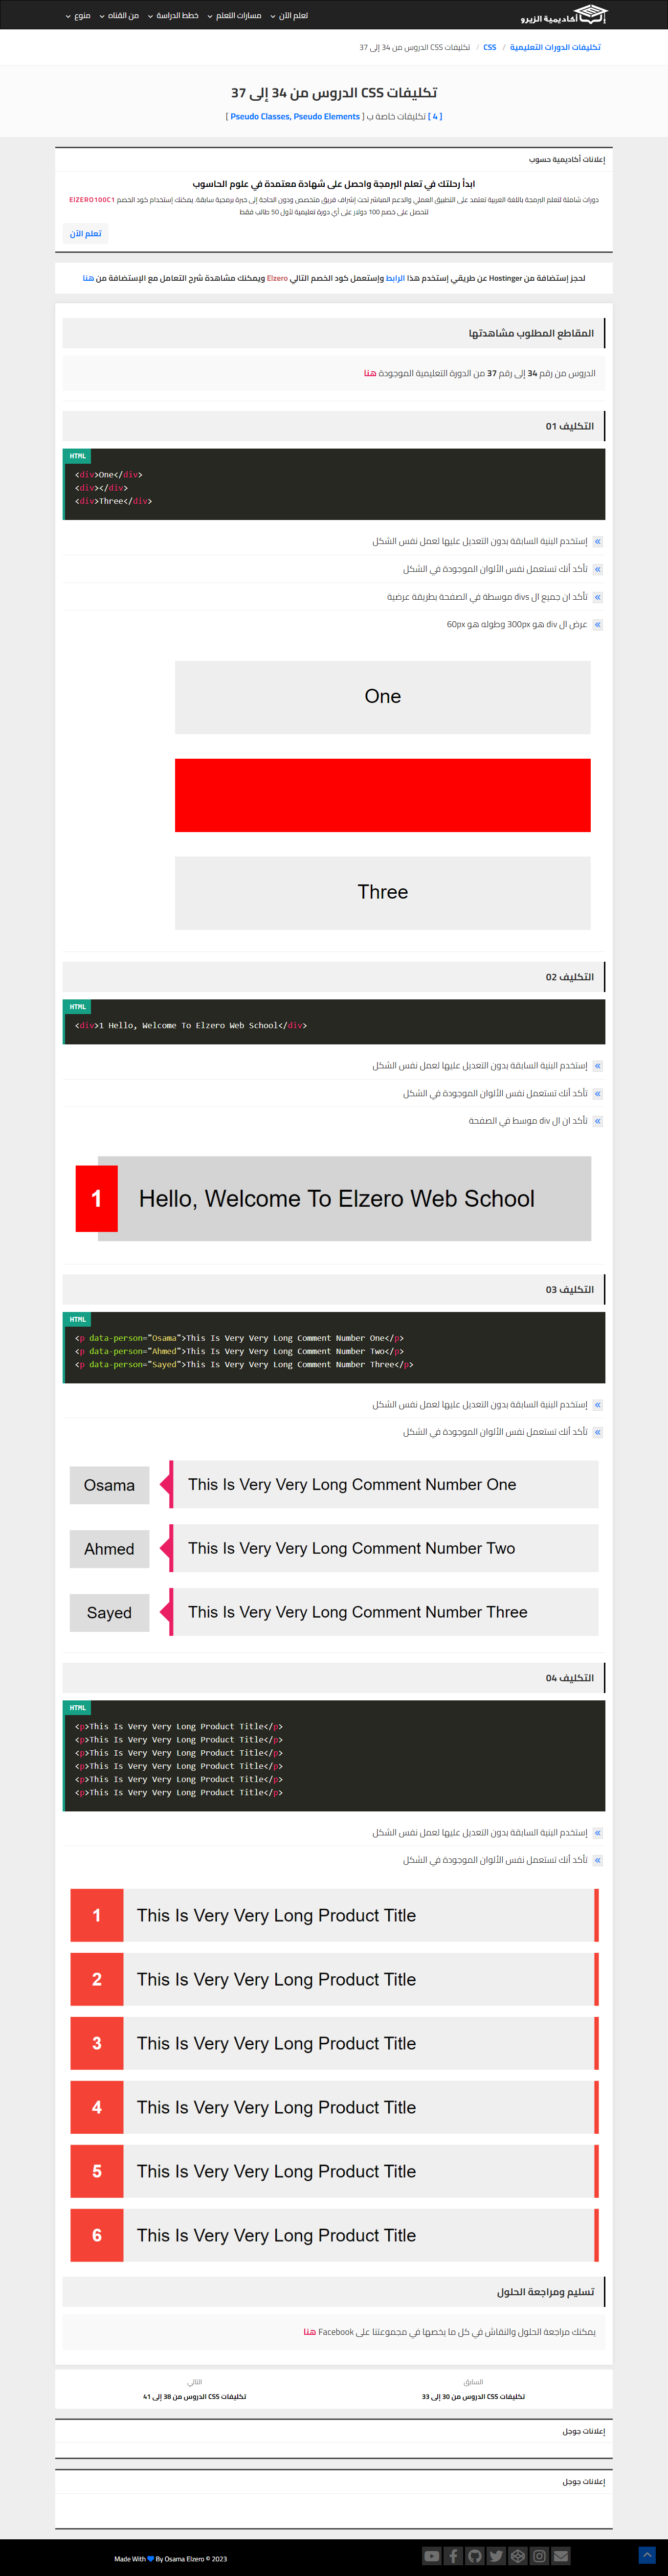 أكاديمية الزيرو
تعلم الآن
مسارات التعلم
خطط الدراسة
من القناه
منوع
تكليفات الدورات التعليمية / CSS / تكليفات CSS الدروس من 34 إلى 37
تكليفات CSS الدروس من 34 إلى 37
[ 4 ] تكليفات خاصة ب [ Pseudo Classes, Pseudo Elements ]
إعلانات أكاديمية حسوب
ابدأ رحلتك في تعلم البرمجة واحصل على شهادة معتمدة في علوم الحاسوب
دورات شاملة لتعلم البرمجة باللغة العربية تعتمد على التطبيق العملي والدعم المباشر تحت إشراف فريق متخصص ودون الحاجة إلى خبرة برمجية سابقة. يمكنك إستخدام كود الخصم ElZERO100C1
لتحصل على خصم 100 دولار على أي دورة تعليمية لأول 50 طالب فقط
تعلم الآن
لحجز إستضافة من Hostinger عن طريقي إستخدم هذا الرابط وإستعمل كود الخصم التالي Elzero ويمكنك مشاهدة شرح التعامل مع الإستضافة من هنا
المقاطع المطلوب مشاهدتها
الدروس من رقم 34 إلى رقم 37 من الدورة التعليمية الموجودة هنا
التكليف 01
HTML
<div>One</div>
<div></div>
<div>Three</div>
إستخدم البنية السابقة بدون التعديل عليها لعمل نفس الشكل
تأكد أنك تستعمل نفس الألوان الموجودة في الشكل
تأكد ان جميع ال divs موسطة في الصفحة بطريقة عرضية
عرض ال div هو 300px وطوله هو 60px
One
Three
التكليف 02
HTML
<div>1 Hello, Welcome To Elzero Web School</div>
إستخدم البنية السابقة بدون التعديل عليها لعمل نفس الشكل
تأكد أنك تستعمل نفس الألوان الموجودة في الشكل
تأكد ان ال div موسط في الصفحة
1 Hello, Welcome To Elzero Web School
التكليف 03
HTML
<p data-person="Osama">This Is Very Very Long Comment Number One</p>
<p data-person="Ahmed">This Is Very Very Long Comment Number Two</p>
<p data-person="Sayed">This Is Very Very Long Comment Number Three</p>
إستخدم البنية السابقة بدون التعديل عليها لعمل نفس الشكل
تأكد أنك تستعمل نفس الألوان الموجودة في الشكل
Osama This Is Very Very Long Comment Number One
Ahmed This Is Very Very Long Comment Number Two
Sayed This Is Very Very Long Comment Number Three
التكليف 04
HTML
<p>This Is Very Very Long Product Title</p>
<p>This Is Very Very Long Product Title</p>
<p>This Is Very Very Long Product Title</p>
<p>This Is Very Very Long Product Title</p>
<p>This Is Very Very Long Product Title</p>
<p>This Is Very Very Long Product Title</p>
إستخدم البنية السابقة بدون التعديل عليها لعمل نفس الشكل
تأكد أنك تستعمل نفس الألوان الموجودة في الشكل
1 This Is Very Very Long Product Title
2 This Is Very Very Long Product Title
3 This Is Very Very Long Product Title
4 This Is Very Very Long Product Title
5 This Is Very Very Long Product Title
6 This Is Very Very Long Product Title
تسليم ومراجعة الحلول
يمكنك مراجعة الحلول والنقاش في كل ما يخصها في مجموعتنا على Facebook هنا
السابق
تكليفات CSS الدروس من 30 إلى 33
التالي
تكليفات CSS الدروس من 38 إلى 41
إعلانات جوجل
إعلانات جوجل
Made With By Osama Elzero © 2023